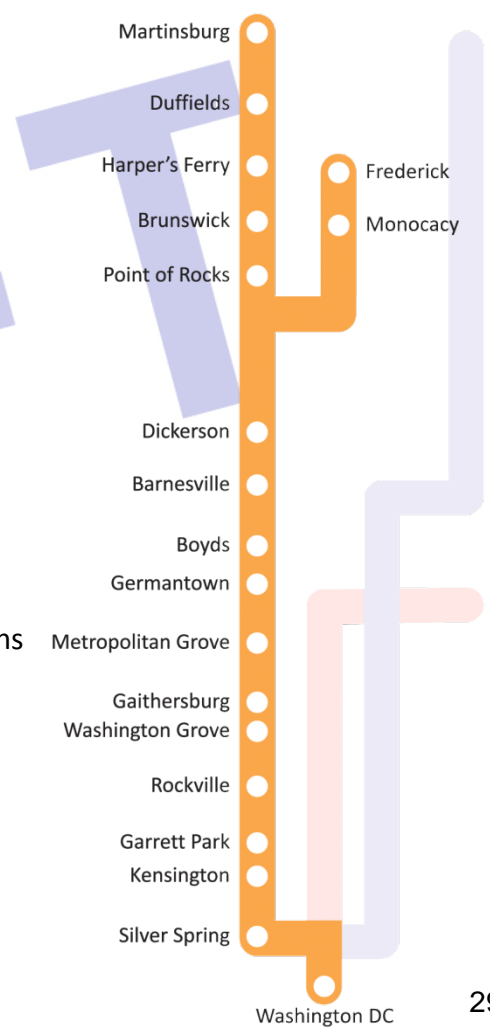 Martinsburg
Duffields
Harper's Ferry
Frederick
Brunswick
Monocacy
Point of Rocks
Dickerson
Barnesville
Boyds
Germantown
Metropolitan Grove
Gaithersburg
Washington Grove
Rockville
Garrett Park
Kensington
Silver Spring
Washington DC